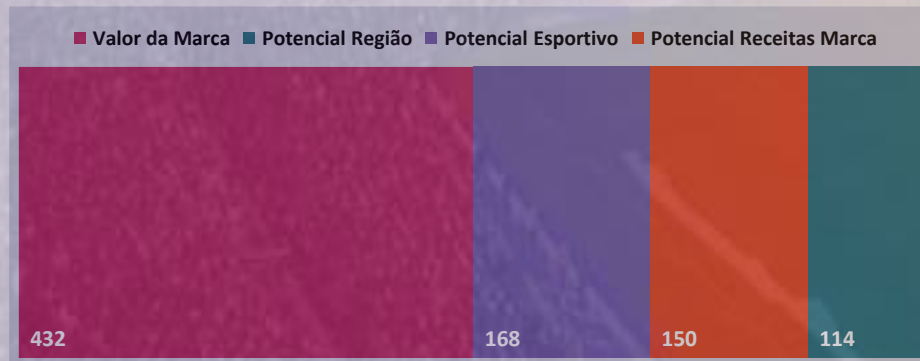 Valor da Marca Potencial Região Potencial Esportivo Potencial Receitas Marca
432 168 150 114